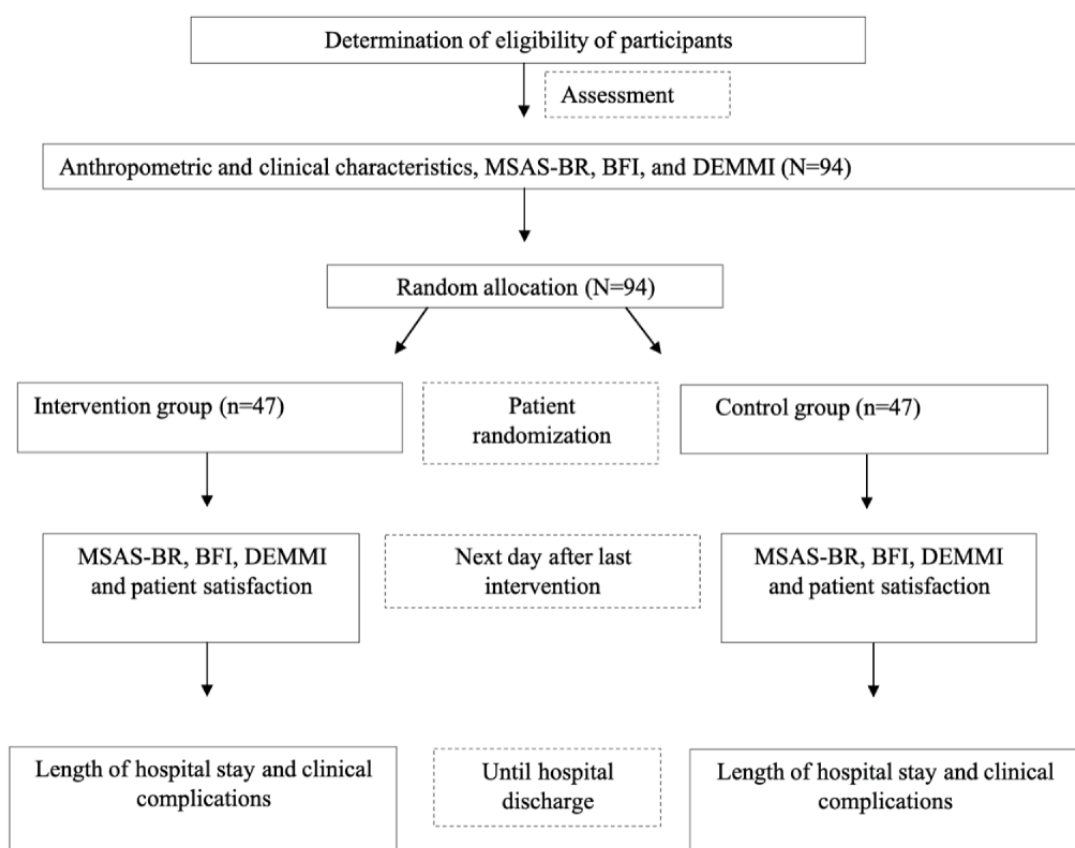 Determination of eligibility of participants
Assessment
Anthropometric and clinical characteristics, MSAS-BR, BFI, and DEMMI (N=94)
Random allocation (N=94)
Intervention group (n=47)
Patient
randomization
Control group (n=47)
MSAS-BR, BFI, DEMMI
and patient satisfaction
Next day after last
intervention
MSAS-BR, BFI, DEMMI
and patient satisfaction
Length of hospital stay and clinical
complications
Until hospital
discharge
Length of hospital stay and clinical
complications